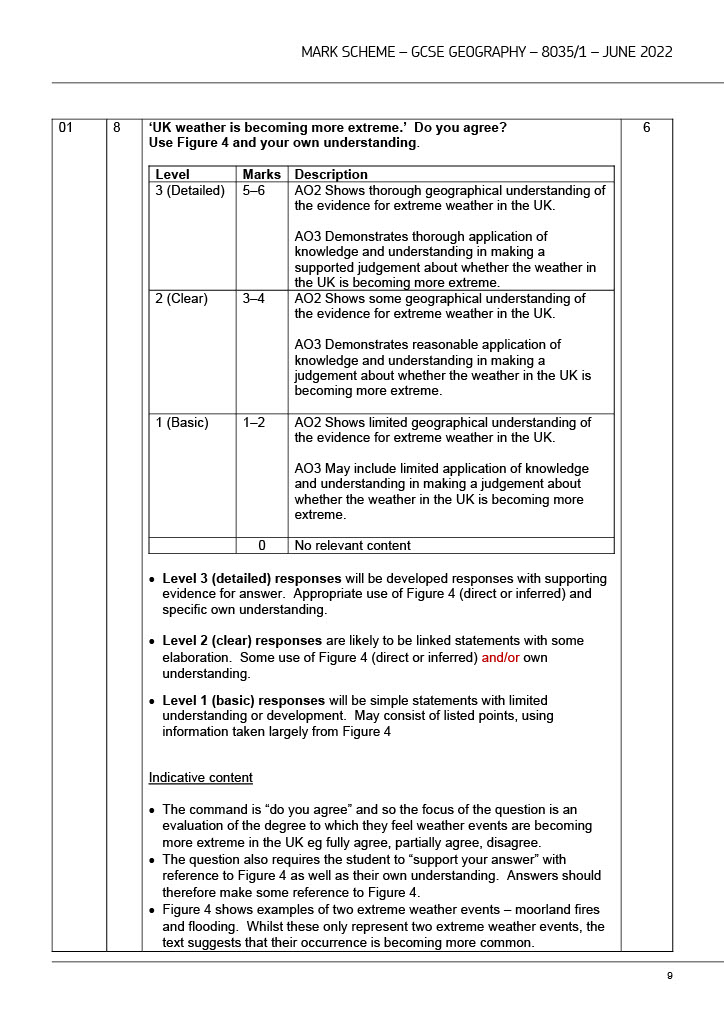 MARK SCHEME – GCSE GEOGRAPHY – 8035/1 – JUNE 2022
01 8 ‘UK weather is becoming more extreme.’ Do you agree? 6
Use Figure 4 and your own understanding.
Level Marks Description
3 (Detailed) 5–6 AO2 Shows thorough geographical understanding of
the evidence for extreme weather in the UK.
AO3 Demonstrates thorough application of
knowledge and understanding in making a
supported judgement about whether the weather in
the UK is becoming more extreme.
2 (Clear) 3–4 AO2 Shows some geographical understanding of
the evidence for extreme weather in the UK.
AO3 Demonstrates reasonable application of
knowledge and understanding in making a
judgement about whether the weather in the UK is
becoming more extreme.
1 (Basic) 1–2 AO2 Shows limited geographical understanding of
the evidence for extreme weather in the UK.
AO3 May include limited application of knowledge
and understanding in making a judgement about
whether the weather in the UK is becoming more
extreme.
0 No relevant content
• Level 3 (detailed) responses will be developed responses with supporting
evidence for answer. Appropriate use of Figure 4 (direct or inferred) and
specific own understanding.
• Level 2 (clear) responses are likely to be linked statements with some
elaboration. Some use of Figure 4 (direct or inferred) and/or own
understanding.
• Level 1 (basic) responses will be simple statements with limited
understanding or development. May consist of listed points, using
information taken largely from Figure 4
Indicative content
• The command is “do you agree” and so the focus of the question is an
evaluation of the degree to which they feel weather events are becoming
more extreme in the UK eg fully agree, partially agree, disagree.
• The question also requires the student to “support your answer” with
reference to Figure 4 as well as their own understanding. Answers should
therefore make some reference to Figure 4.
• Figure 4 shows examples of two extreme weather events – moorland fires
and flooding. Whilst these only represent two extreme weather events, the
text suggests that their occurrence is becoming more common.
9